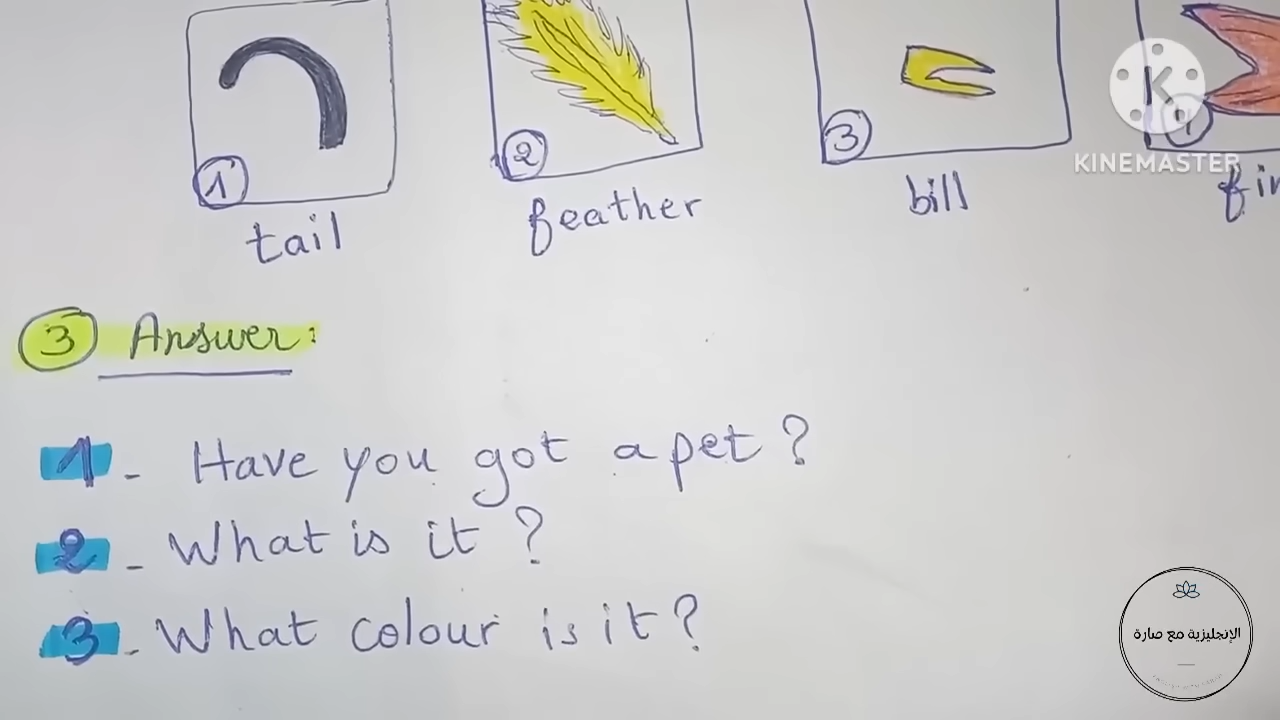 1
2
3
K
KINEMASTER
tail
feather
bill
3 Answer:
1 - Have you got a pet ?
2 - What is it ?
3 - What colour is it ?
الإنجليزية مع صارة